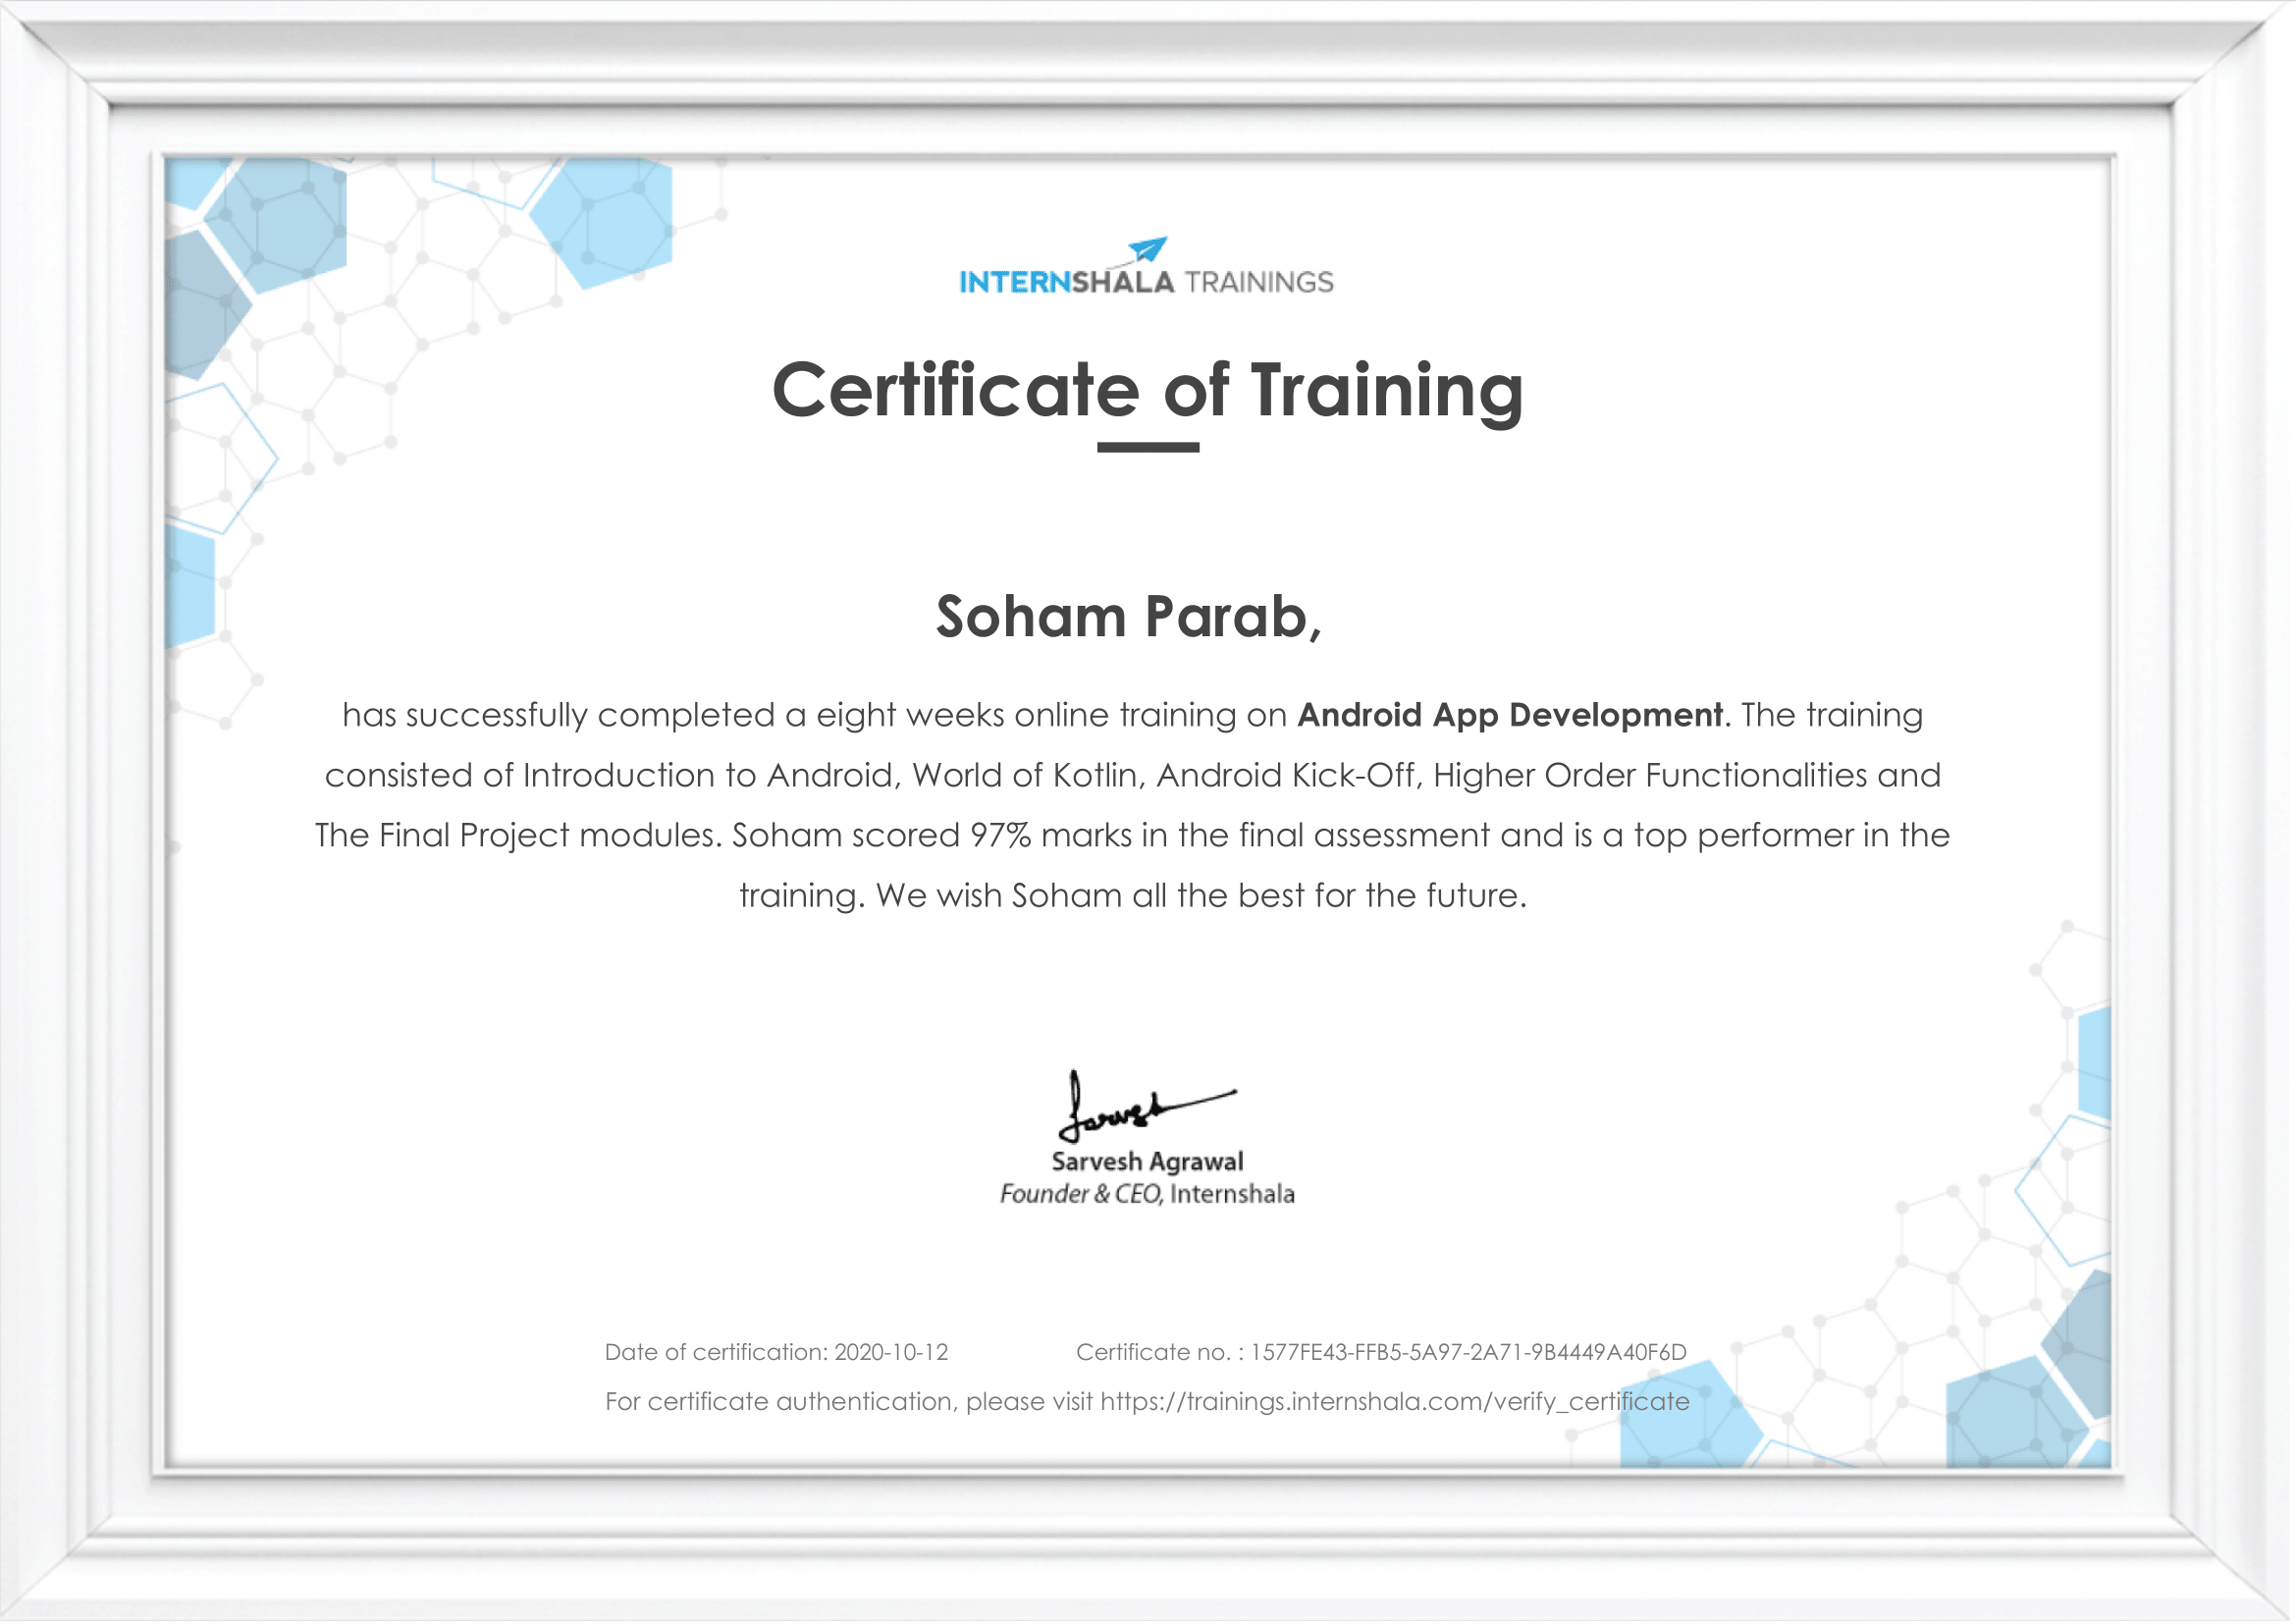 INTERNSHALA TRAININGS
Certificate of Training
Soham Parab,
has successfully completed a eight weeks online training on Android App Development. The training
consisted of Introduction to Android, World of Kotlin, Android Kick-Off, Higher Order Functionalities and
The Final Project modules. Soham scored 97% marks in the final assessment and is a top performer in the
training. We wish Soham all the best for the future.
Sarvesh
Sarvesh Agrawal
Founder & CEO, Internshala
Date of certification: 2020-10-12 Certificate no. : 1577FE43-FFB5-5A97-2A71-9B4449A40F6D
For certificate authentication, please visit https://trainings.internshala.com/verify_certificate